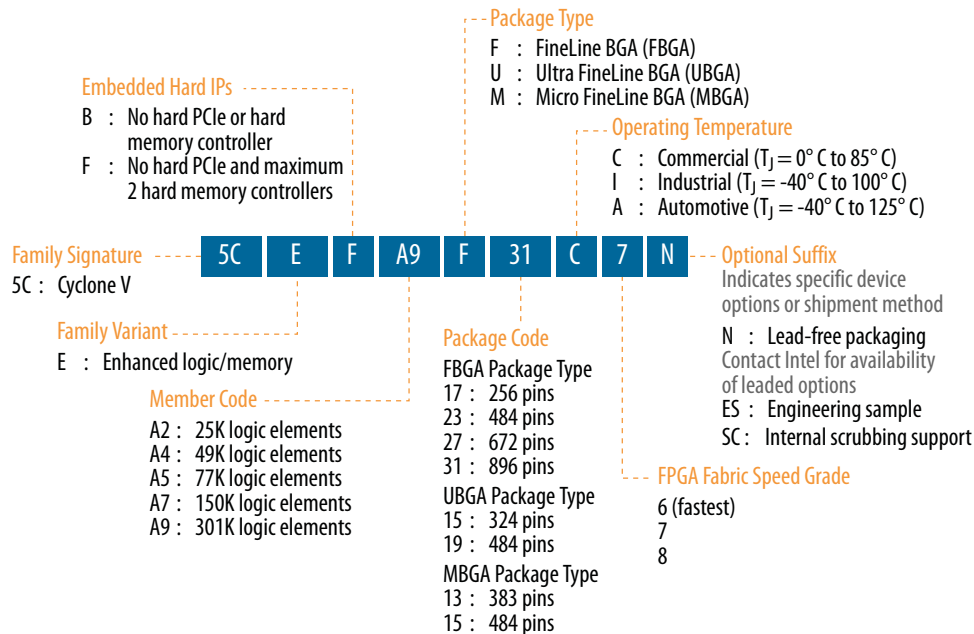 Package Type
F : FineLine BGA (FBGA)
U : Ultra FineLine BGA (UBGA)
M : Micro FineLine BGA (MBGA)
Embedded Hard IPs
B : No hard PCIe or hard
memory controller
F : No hard PCIe and maximum
2 hard memory controllers
Operating Temperature
C : Commercial (TJ = 0° C to 85° C)
I : Industrial (TJ = -40° C to 100° C)
A : Automotive (TJ = -40° C to 125° C)
Family Signature
5C : Cyclone V
5C E F A9 F 31 C 7 N
Optional Suffix
Indicates specific device
options or shipment method
N : Lead-free packaging
Contact Intel for availability
of leaded options
ES : Engineering sample
SC : Internal scrubbing support
Family Variant
E : Enhanced logic/memory
Member Code
A2 : 25K logic elements
A4 : 49K logic elements
A5 : 77K logic elements
A7 : 150K logic elements
A9 : 301K logic elements
Package Code
FBGA Package Type
17 : 256 pins
23 : 484 pins
27 : 672 pins
31 : 896 pins
UBGA Package Type
15 : 324 pins
19 : 484 pins
MBGA Package Type
13 : 383 pins
15 : 484 pins
FPGA Fabric Speed Grade
6 (fastest)
7
8